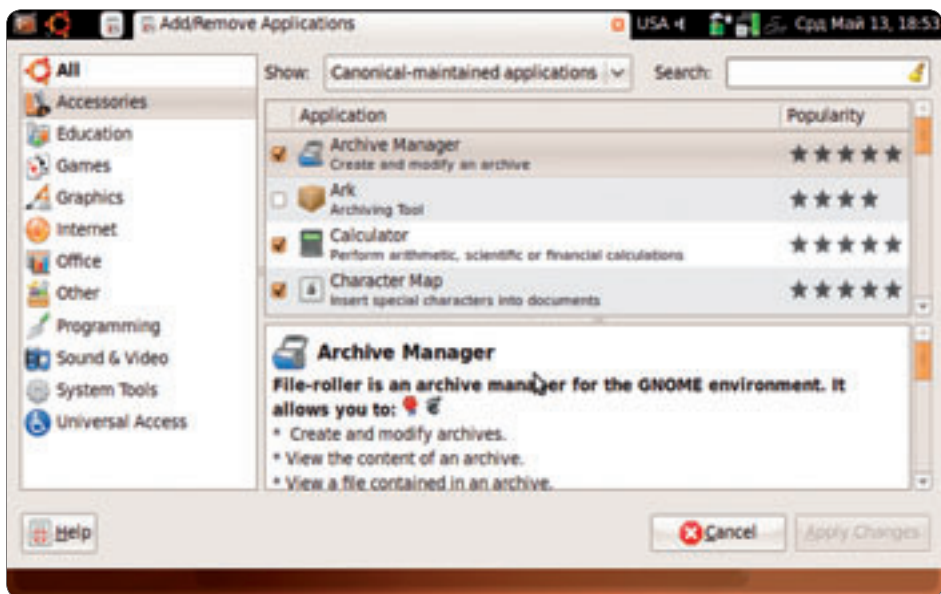 Add/Remove Applications
USA
Срд Май 13, 18:53
All
Accessories
Education
Games
Graphics
Internet
Office
Other
Programming
Sound & Video
System Tools
Universal Access
Show: Canonical-maintained applications
Search:
Application Popularity
Archive Manager
Create and modify an archive
Ark
Archiving Tool
Calculator
Perform arithmetic, scientific or financial calculations
Character Map
Insert special characters into documents
Archive Manager
File-roller is an archive manager for the GNOME environment. It
allows you to:
* Create and modify archives.
* View the content of an archive.
* View a file contained in an archive.
Help
Cancel
Apply Changes